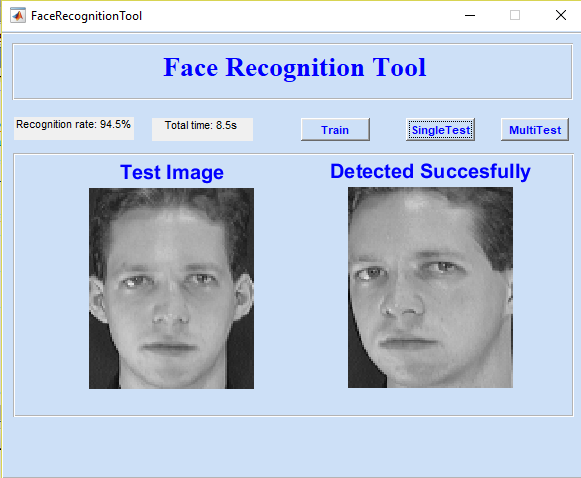 FaceRecognitionTool
Face Recognition Tool
Recognition rate: 94.5%
Total time: 8.5s
Train
SingleTest
MultiTest
Test Image
Detected Succesfully